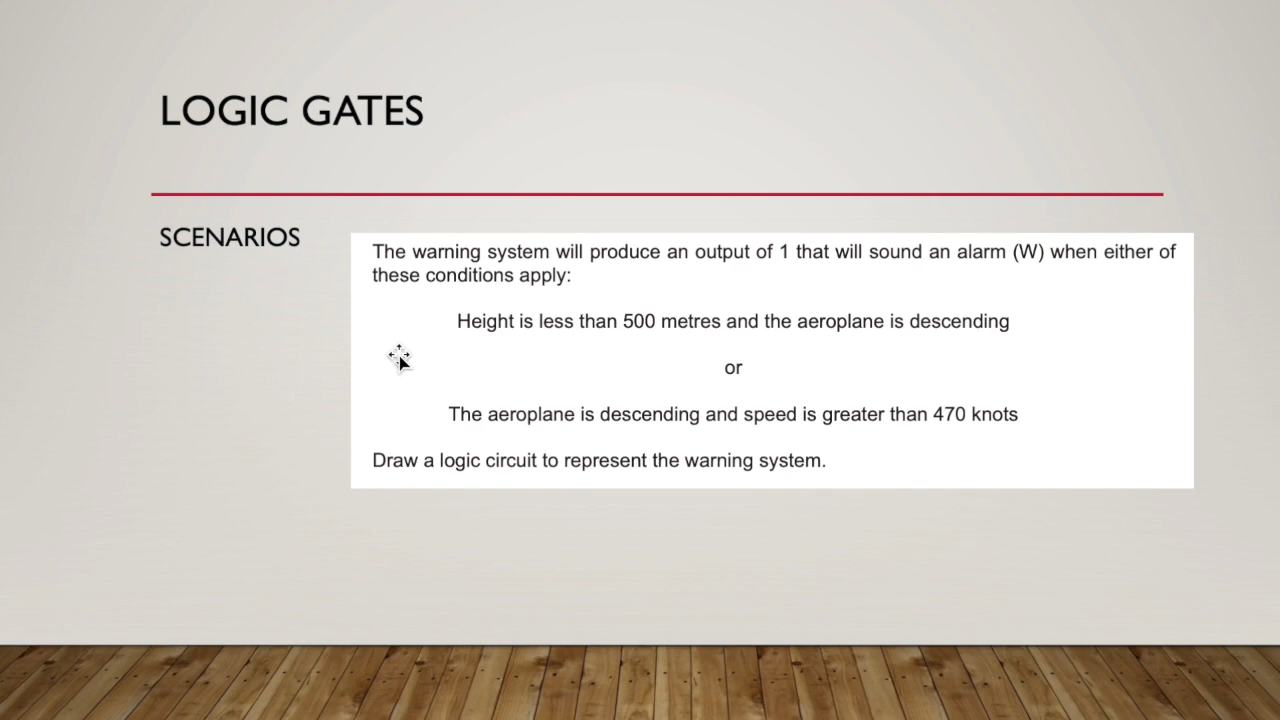 LOGIC GATES
SCENARIOS
The warning system will produce an output of 1 that will sound an alarm (W) when either of
these conditions apply:
Height is less than 500 metres and the aeroplane is descending
or
The aeroplane is descending and speed is greater than 470 knots
Draw a logic circuit to represent the warning system.